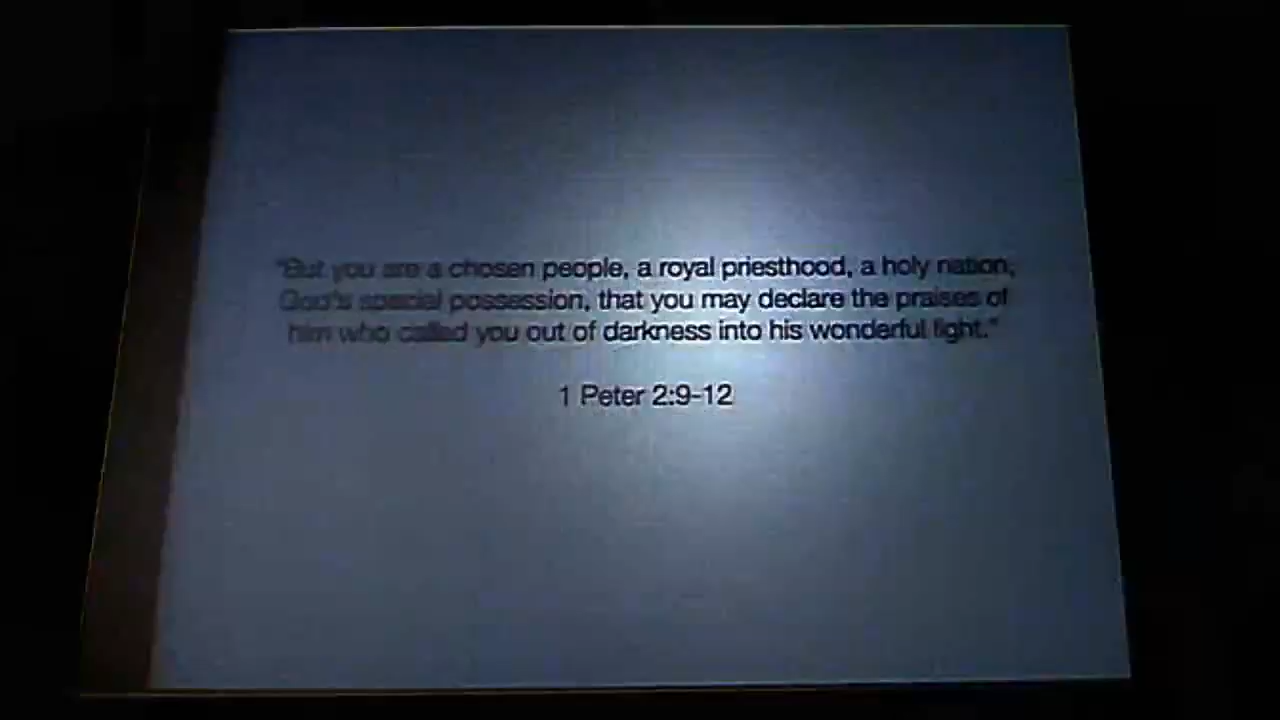 "But you are a chosen people, a royal priesthood, a holy nation,
God's special possession, that you may declare the praises of
him who called you out of darkness into his wonderful light."
1 Peter 2:9-12